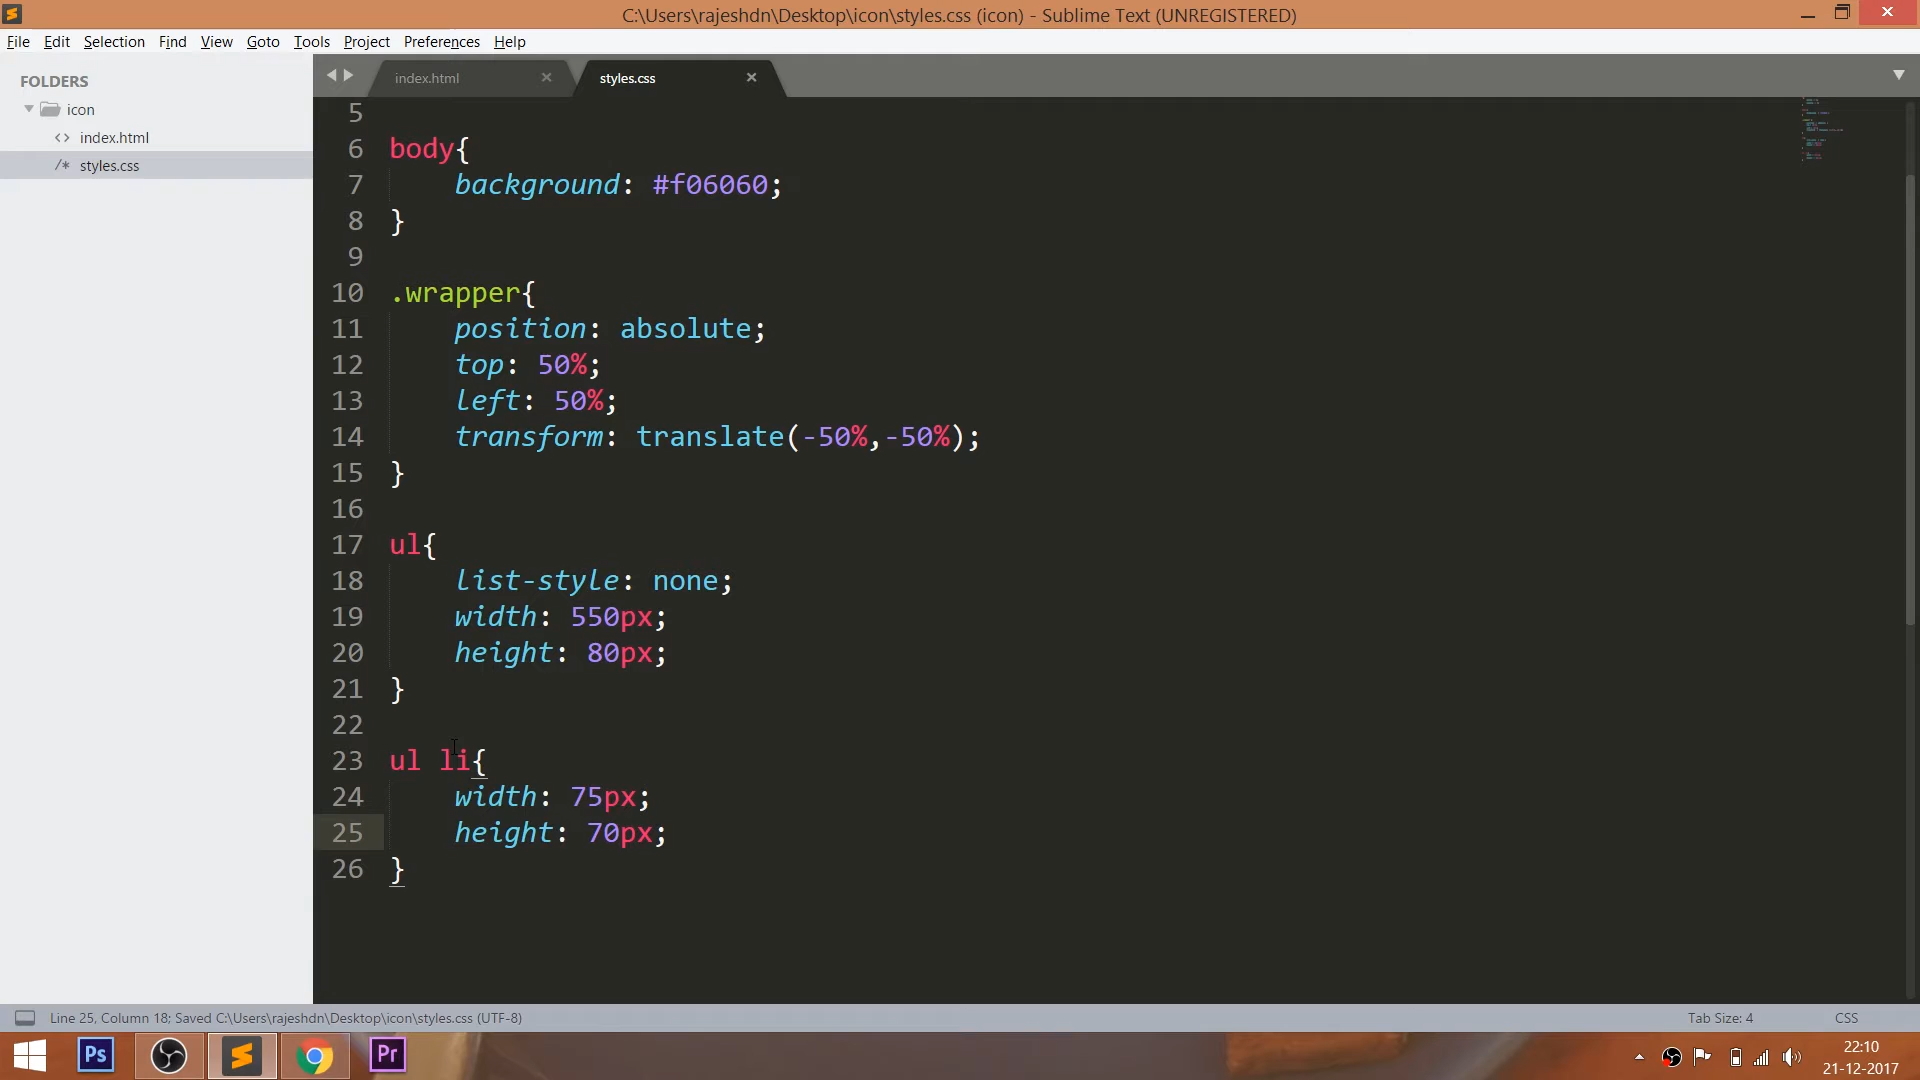 C:\Users\rajeshdn\Desktop\icon\styles.css (icon) - Sublime Text (UNREGISTERED)
File Edit Selection Find View Goto Tools Project Preferences Help
FOLDERS
icon
<> index.html
/* styles.css
index.html
styles.css
5
6 body{
7 background: #f06060;
8 }
9
10 .wrapper{
11 position: absolute;
12 top: 50%;
13 left: 50%;
14 transform: translate(-50%,-50%);
15 }
16
17 ul{
18 list-style: none;
19 width: 550px;
20 height: 80px;
21 }
22
23 ul li{
24 width: 75px;
25 height: 70px;
26 }
Line 25, Column 18; Saved C:\Users\rajeshdn\Desktop\icon\styles.css (UTF-8)
Tab Size: 4
CSS
Ps
Pr
22:10
21-12-2017